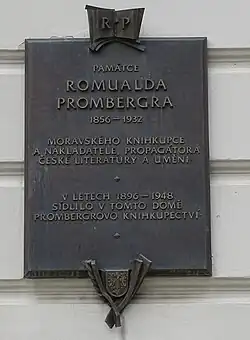 R P
PAMÁTCE
ROMUALDA
PROMBERGRA
1856 – 1932
MORAVSKÉHO KNIHKUPCE
A NAKLADATELE, PROPAGÁTORA
ČESKÉ LITERATURY A UMĚNÍ
V LETECH 1896 – 1948
SÍDLILO V TOMTO DOMĚ
PROMBERGROVO KNIHKUPECTVÍ